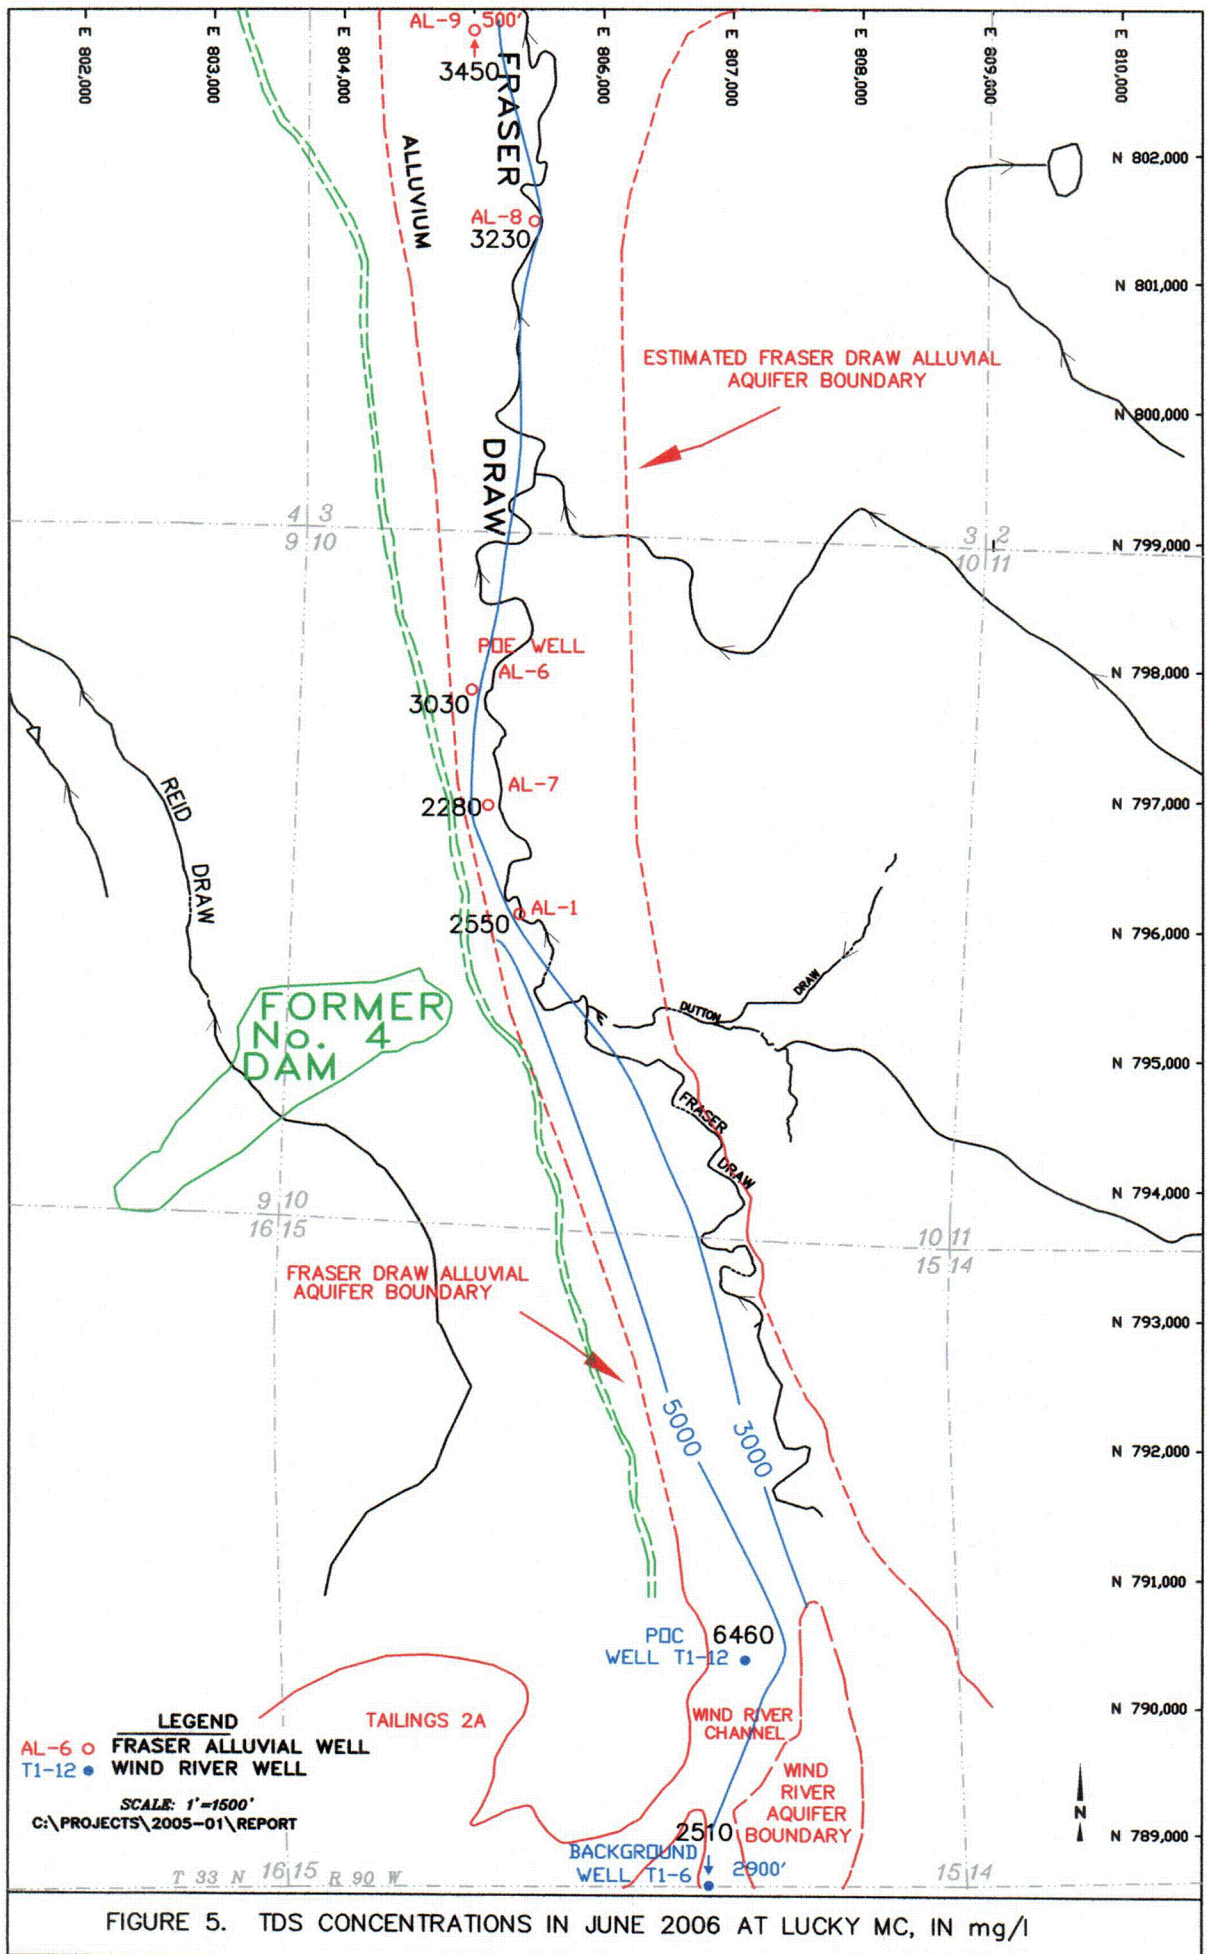 E 802,000
E 803,000
E 804,000
E 806,000
E 807,000
E 808,000
E 809,000
E 810,000
AL-9 500'
3450
FRASER
ALLUVIUM
N 802,000
AL-8
3230
N 801,000
ESTIMATED FRASER DRAW ALLUVIAL
AQUIFER BOUNDARY
N 800,000
DRAW
4 3
9 10
3 2
10 11
N 799,000
POE WELL
AL-6
3030
N 798,000
AL-7
2280
N 797,000
REID
DRAW
AL-1
2550
N 796,000
FORMER
No. 4
DAM
DUTTON
DRAW
N 795,000
FRASER
DRAW
N 794,000
9 10
16 15
10 11
15 14
FRASER DRAW ALLUVIAL
AQUIFER BOUNDARY
N 793,000
5000
3000
N 792,000
N 791,000
POC
WELL T1-12
6460
N 790,000
TAILINGS 2A
WIND RIVER
CHANNEL
WIND
RIVER
AQUIFER
BOUNDARY
LEGEND
AL-6 FRASER ALLUVIAL WELL
T1-12 WIND RIVER WELL
SCALE: 1'=1500'
C:\PROJECTS\2005-01\REPORT
N
N 789,000
2510
BACKGROUND
WELL T1-6
2900'
T 33 N
16 15
R 90 W
15 14
FIGURE 5. TDS CONCENTRATIONS IN JUNE 2006 AT LUCKY MC, IN mg/l